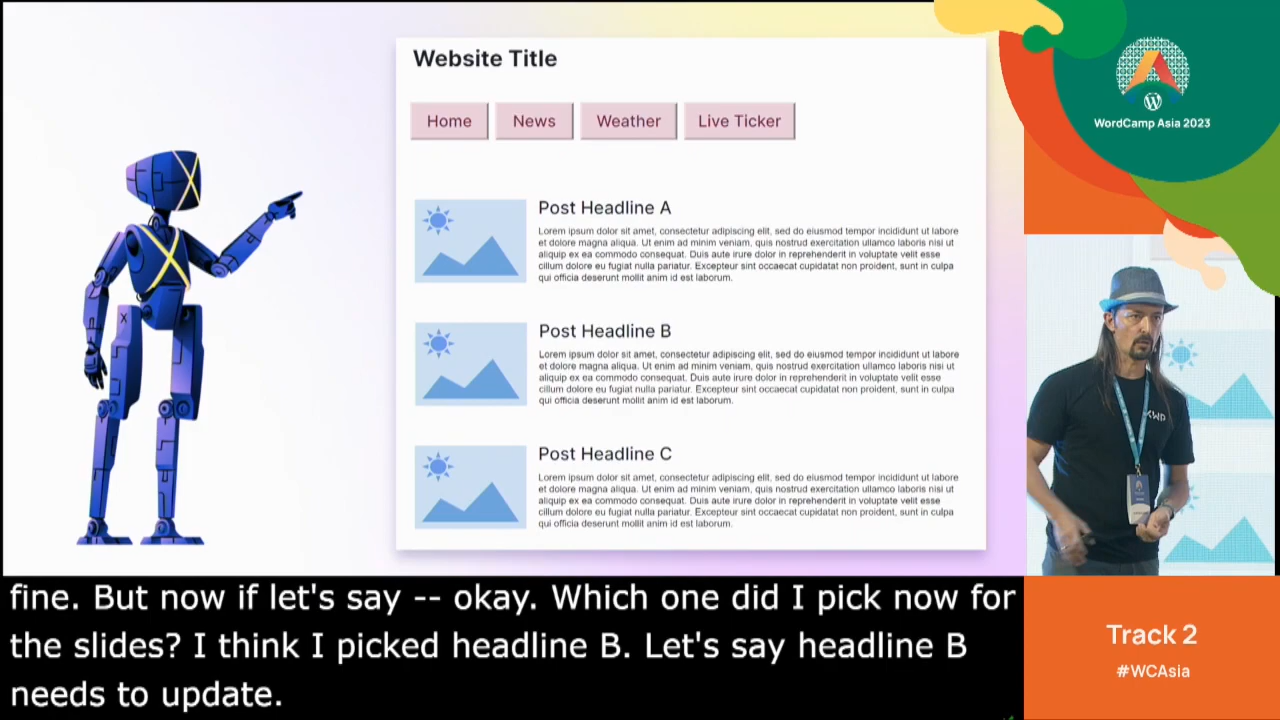 Website Title
Home News Weather Live Ticker
Post Headline A
Lorem ipsum dolor sit amet, consectetur adipiscing elit, sed do eiusmod tempor incididunt ut labore
et dolore magna aliqua. Ut enim ad minim veniam, quis nostrud exercitation ullamco laboris nisi ut
aliquip ex ea commodo consequat. Duis aute irure dolor in reprehenderit in voluptate velit esse
cillum dolore eu fugiat nulla pariatur. Excepteur sint occaecat cupidatat non proident, sunt in culpa
qui officia deserunt mollit anim id est laborum.
Post Headline B
Lorem ipsum dolor sit amet, consectetur adipiscing elit, sed do eiusmod tempor incididunt ut labore
et dolore magna aliqua. Ut enim ad minim veniam, quis nostrud exercitation ullamco laboris nisi ut
aliquip ex ea commodo consequat. Duis aute irure dolor in reprehenderit in voluptate velit esse
cillum dolore eu fugiat nulla pariatur. Excepteur sint occaecat cupidatat non proident, sunt in culpa
qui officia deserunt mollit anim id est laborum.
Post Headline C
Lorem ipsum dolor sit amet, consectetur adipiscing elit, sed do eiusmod tempor incididunt ut labore
et dolore magna aliqua. Ut enim ad minim veniam, quis nostrud exercitation ullamco laboris nisi ut
aliquip ex ea commodo consequat. Duis aute irure dolor in reprehenderit in voluptate velit esse
cillum dolore eu fugiat nulla pariatur. Excepteur sint occaecat cupidatat non proident, sunt in culpa
qui officia deserunt mollit anim id est laborum.
X
W
WordCamp Asia 2023
XWP
fine. But now if let's say -- okay. Which one did I pick now for
the slides? I think I picked headline B. Let's say headline B
needs to update.
Track 2
#WCAsia